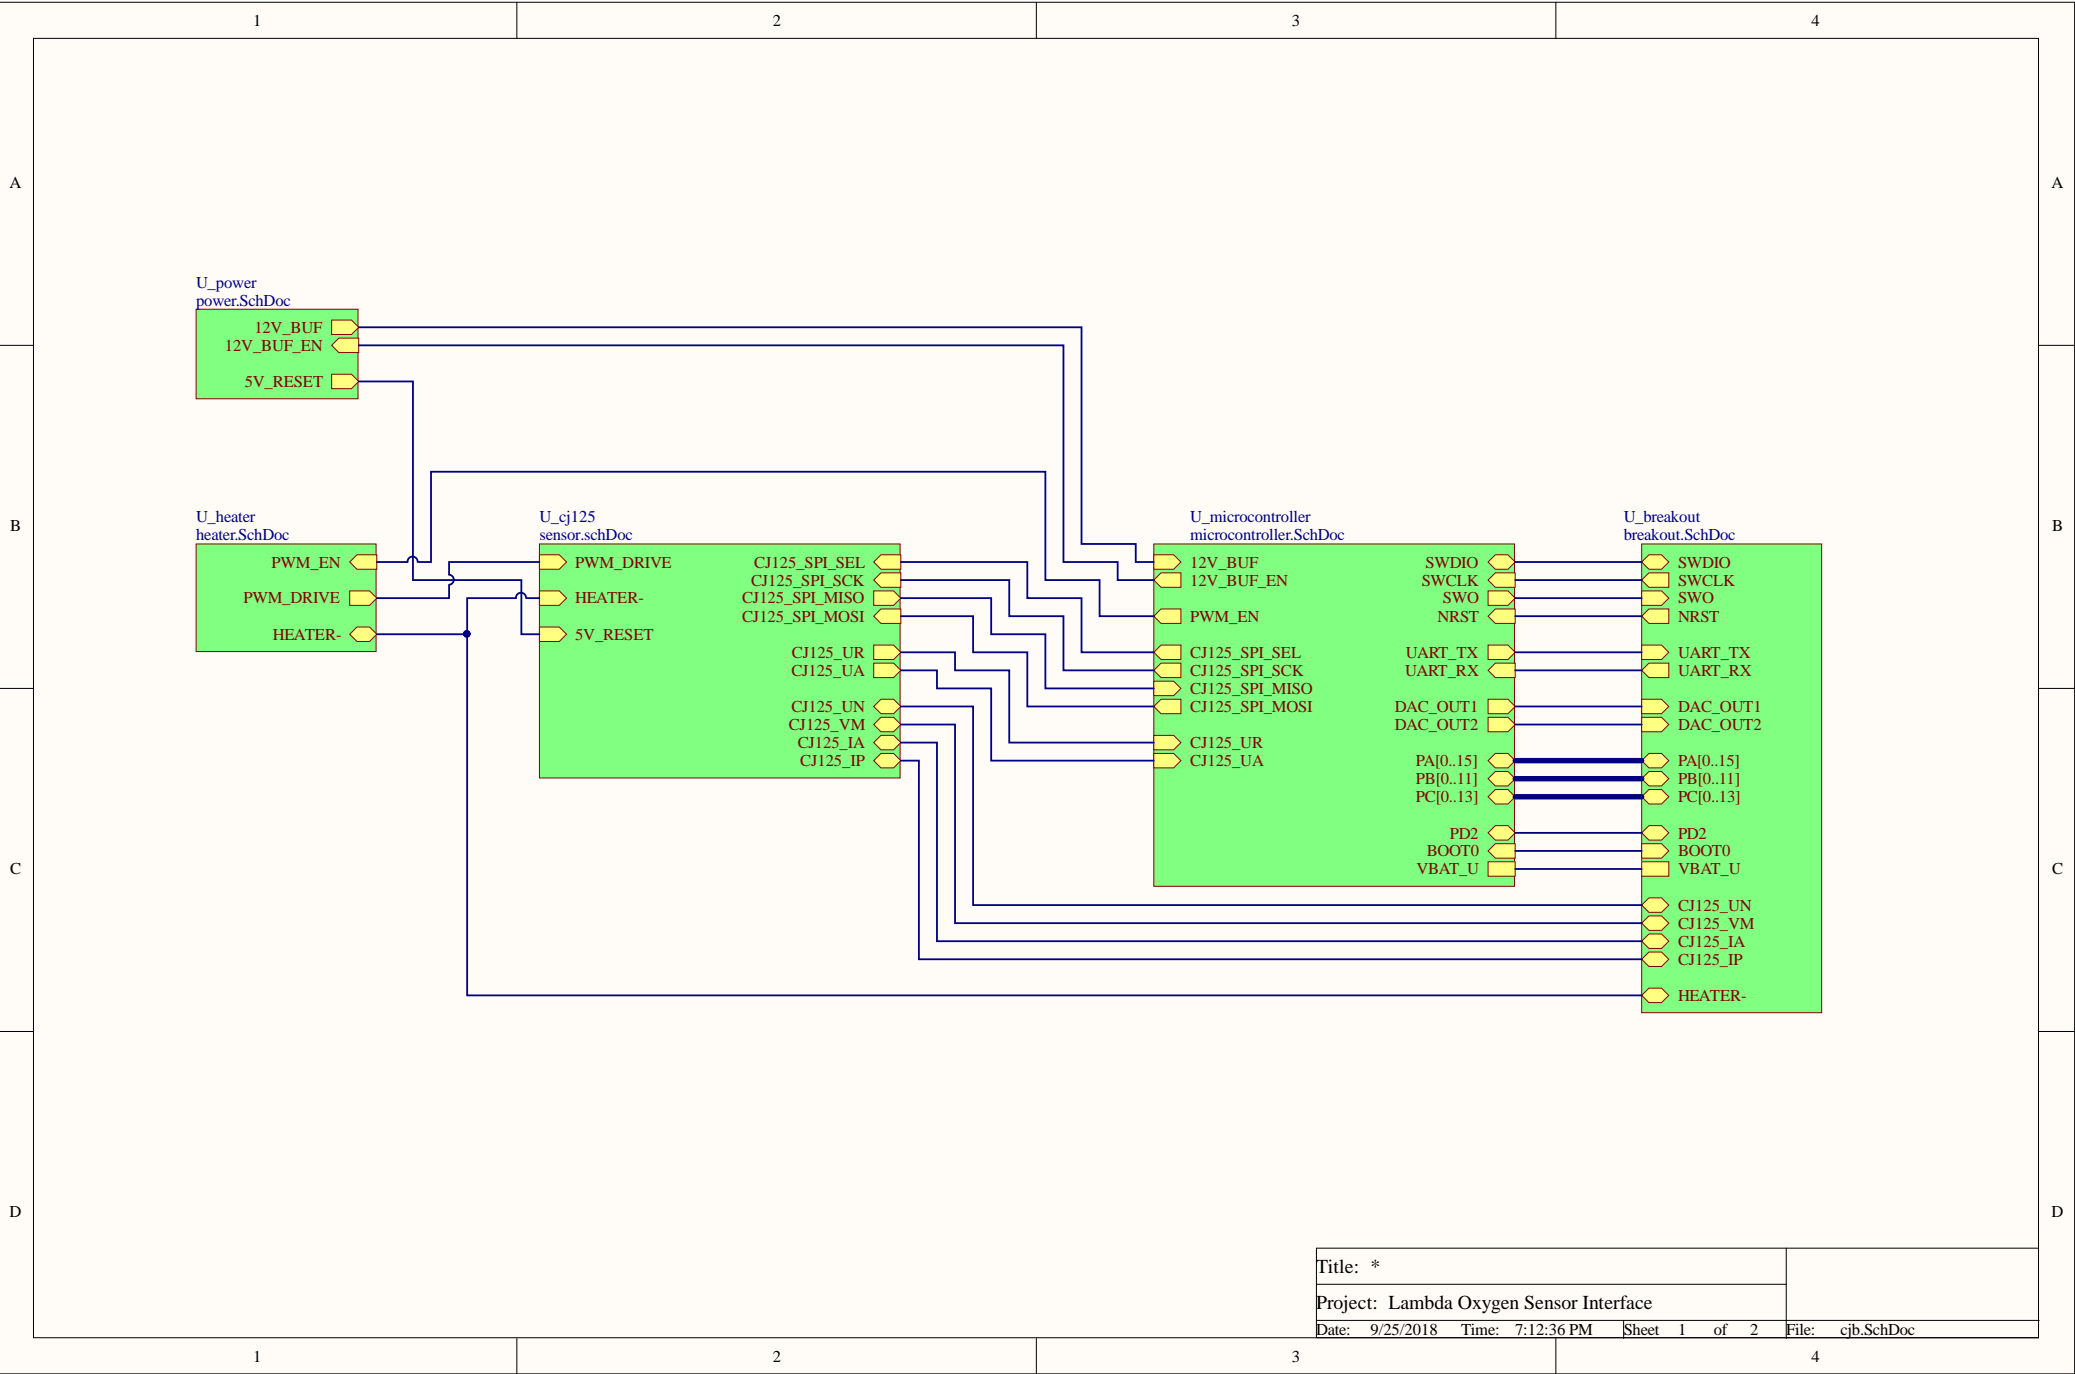 1 2 3 4
A A
U_power
power.SchDoc
12V_BUF
12V_BUF_EN
5V_RESET
B B
U_heater
heater.SchDoc
PWM_EN
PWM_DRIVE
HEATER-
U_cj125
sensor.schDoc
PWM_DRIVE
HEATER-
5V_RESET
CJ125_SPI_SEL
CJ125_SPI_SCK
CJ125_SPI_MISO
CJ125_SPI_MOSI
CJ125_UR
CJ125_UA
CJ125_UN
CJ125_VM
CJ125_IA
CJ125_IP
U_microcontroller
microcontroller.SchDoc
12V_BUF
12V_BUF_EN
PWM_EN
CJ125_SPI_SEL
CJ125_SPI_SCK
CJ125_SPI_MISO
CJ125_SPI_MOSI
CJ125_UR
CJ125_UA
SWDIO
SWCLK
SWO
NRST
UART_TX
UART_RX
DAC_OUT1
DAC_OUT2
PA[0..15]
PB[0..11]
PC[0..13]
PD2
BOOT0
VBAT_U
U_breakout
breakout.SchDoc
SWDIO
SWCLK
SWO
NRST
UART_TX
UART_RX
DAC_OUT1
DAC_OUT2
PA[0..15]
PB[0..11]
PC[0..13]
PD2
BOOT0
VBAT_U
CJ125_UN
CJ125_VM
CJ125_IA
CJ125_IP
HEATER-
C C
D D
Title: *
Project: Lambda Oxygen Sensor Interface
Date: 9/25/2018 Time: 7:12:36 PM Sheet 1 of 2 File: cjb.SchDoc
1 2 3 4